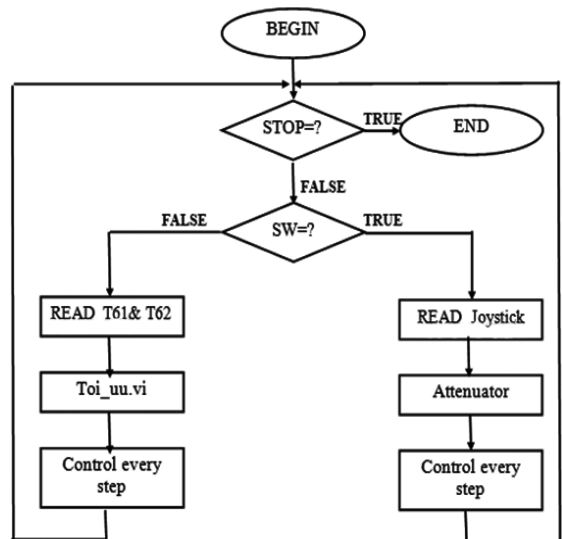 BEGIN
STOP=?
TRUE
END
FALSE
FALSE
SW=?
TRUE
READ T61& T62
READ Joystick
Toi_uu.vi
Attenuator
Control every
step
Control every
step